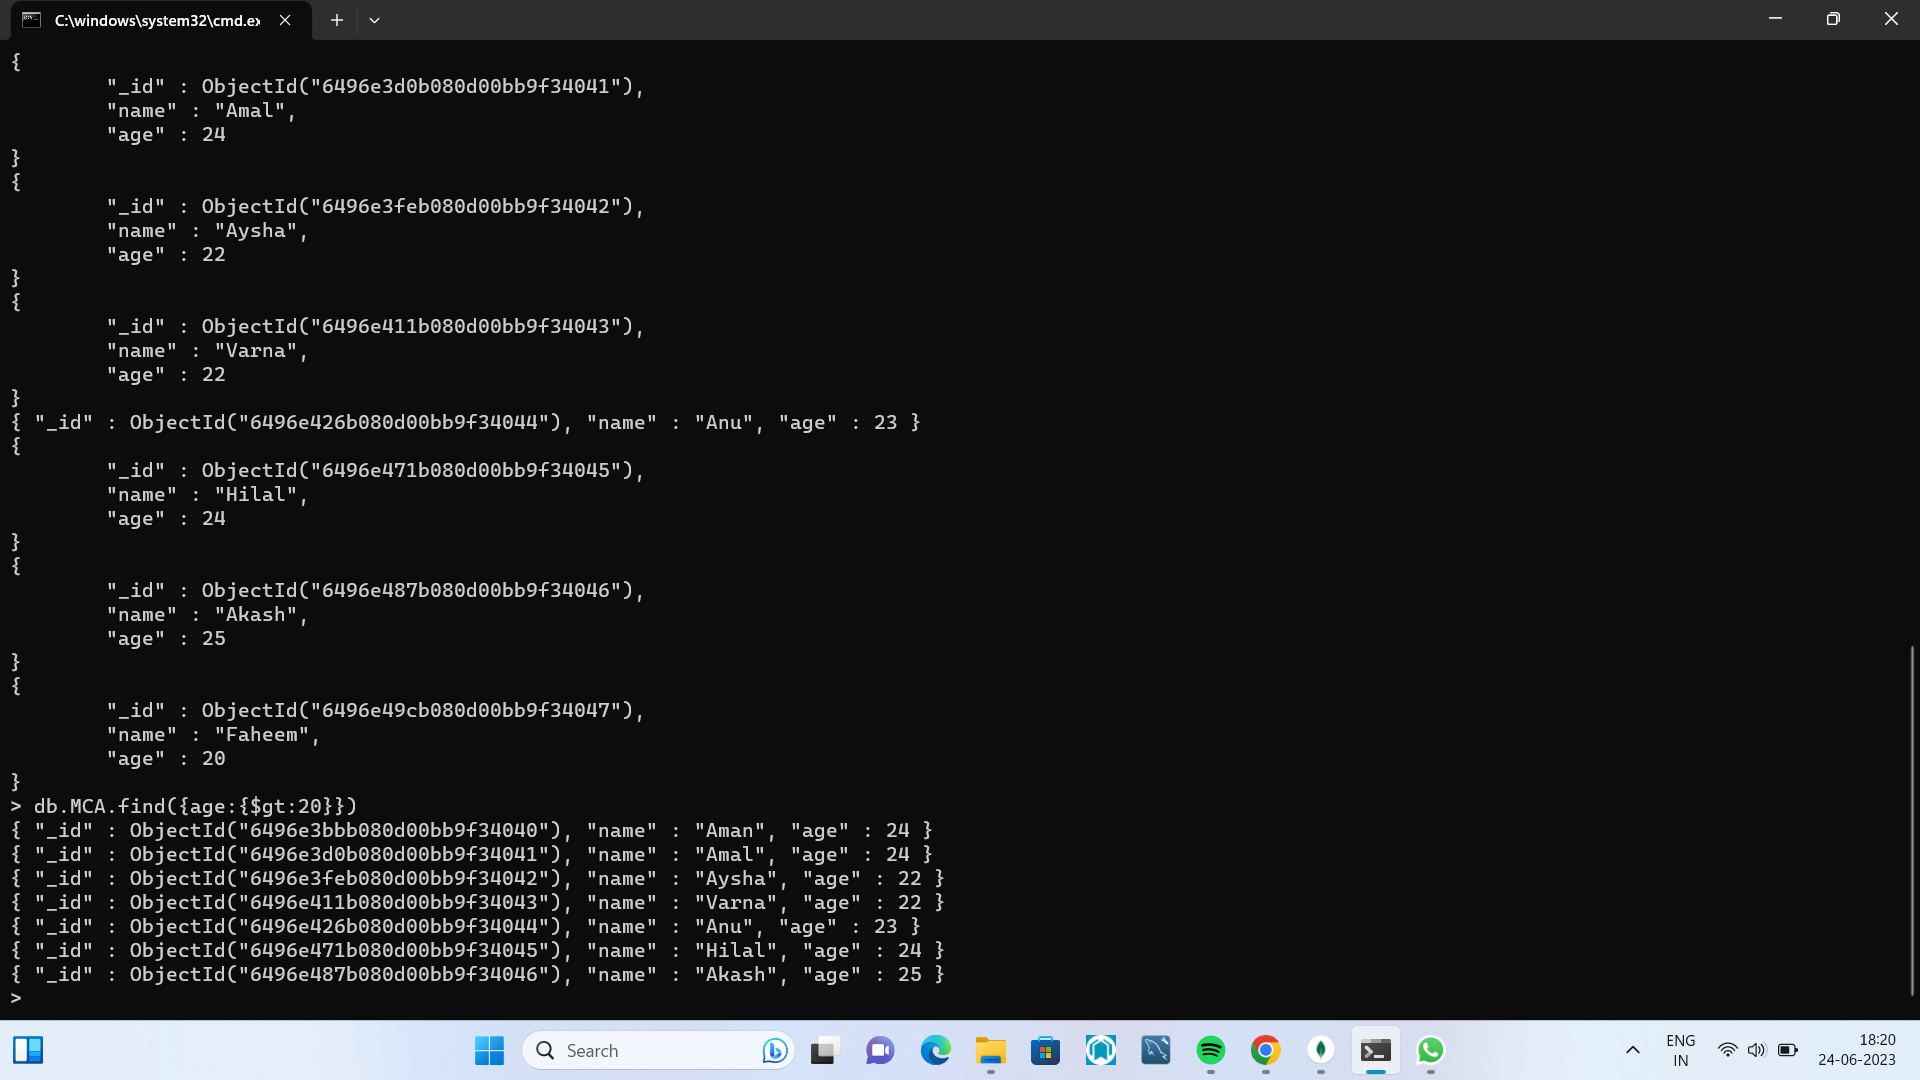 C:\windows\system32\cmd.ex
{
"_id" : ObjectId("6496e3d0b080d00bb9f34041"),
"name" : "Amal",
"age" : 24
}
{
"_id" : ObjectId("6496e3feb080d00bb9f34042"),
"name" : "Aysha",
"age" : 22
}
{
"_id" : ObjectId("6496e411b080d00bb9f34043"),
"name" : "Varna",
"age" : 22
}
{ "_id" : ObjectId("6496e426b080d00bb9f34044"), "name" : "Anu", "age" : 23 }
{
"_id" : ObjectId("6496e471b080d00bb9f34045"),
"name" : "Hilal",
"age" : 24
}
{
"_id" : ObjectId("6496e487b080d00bb9f34046"),
"name" : "Akash",
"age" : 25
}
{
"_id" : ObjectId("6496e49cb080d00bb9f34047"),
"name" : "Faheem",
"age" : 20
}
> db.MCA.find({age:{$gt:20}})
{ "_id" : ObjectId("6496e3bbb080d00bb9f34040"), "name" : "Aman", "age" : 24 }
{ "_id" : ObjectId("6496e3d0b080d00bb9f34041"), "name" : "Amal", "age" : 24 }
{ "_id" : ObjectId("6496e3feb080d00bb9f34042"), "name" : "Aysha", "age" : 22 }
{ "_id" : ObjectId("6496e411b080d00bb9f34043"), "name" : "Varna", "age" : 22 }
{ "_id" : ObjectId("6496e426b080d00bb9f34044"), "name" : "Anu", "age" : 23 }
{ "_id" : ObjectId("6496e471b080d00bb9f34045"), "name" : "Hilal", "age" : 24 }
{ "_id" : ObjectId("6496e487b080d00bb9f34046"), "name" : "Akash", "age" : 25 }
>
Search
ENG
IN
18:20
24-06-2023